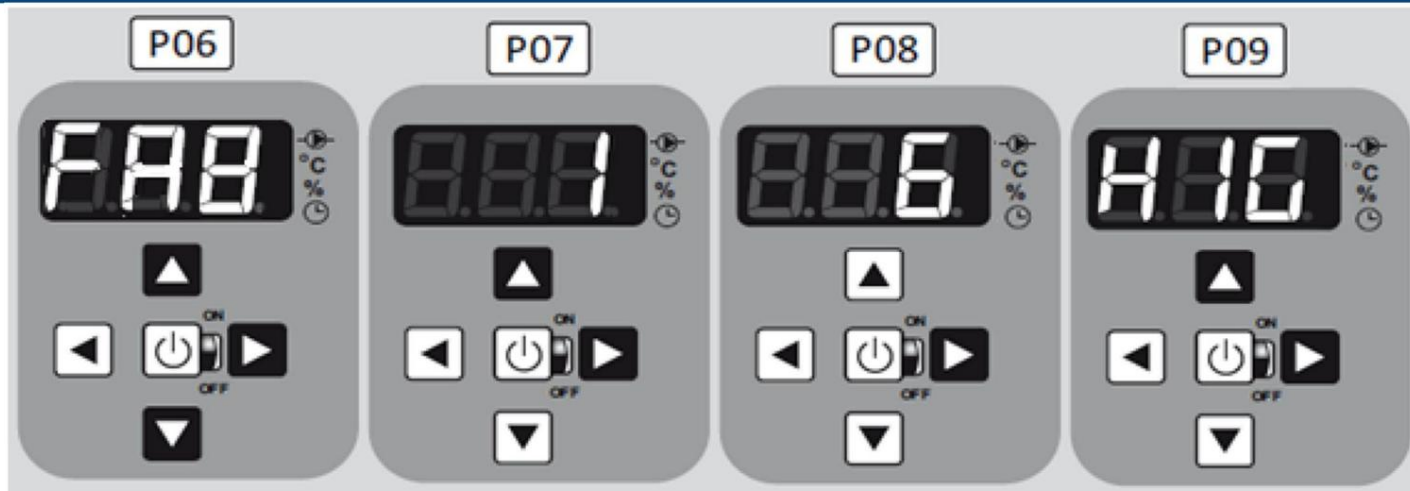 P06 P07 P08 P09
FA8 1 6 H1G
°C °C °C °C
% % % %
ON ON ON ON
OFF OFF OFF OFF